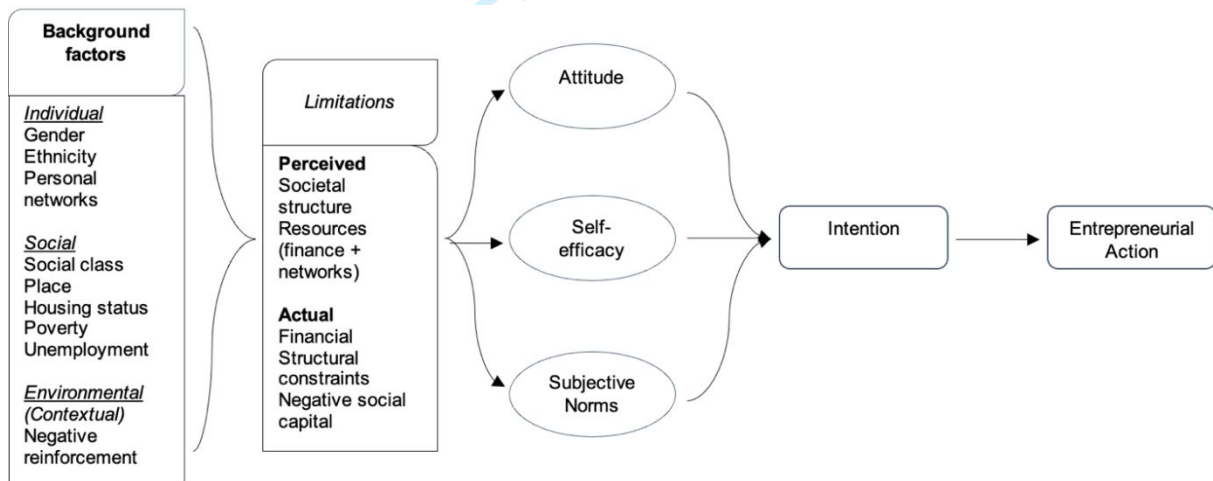 Background
factors
Individual
Gender
Ethnicity
Personal
networks
Social
Social class
Place
Housing status
Poverty
Unemployment
Environmental
(Contextual)
Negative
reinforcement
Limitations
Perceived
Societal
structure
Resources
(finance +
networks)
Actual
Financial
Structural
constraints
Negative social
capital
Attitude
Self-
efficacy
Subjective
Norms
Intention
Entrepreneurial
Action